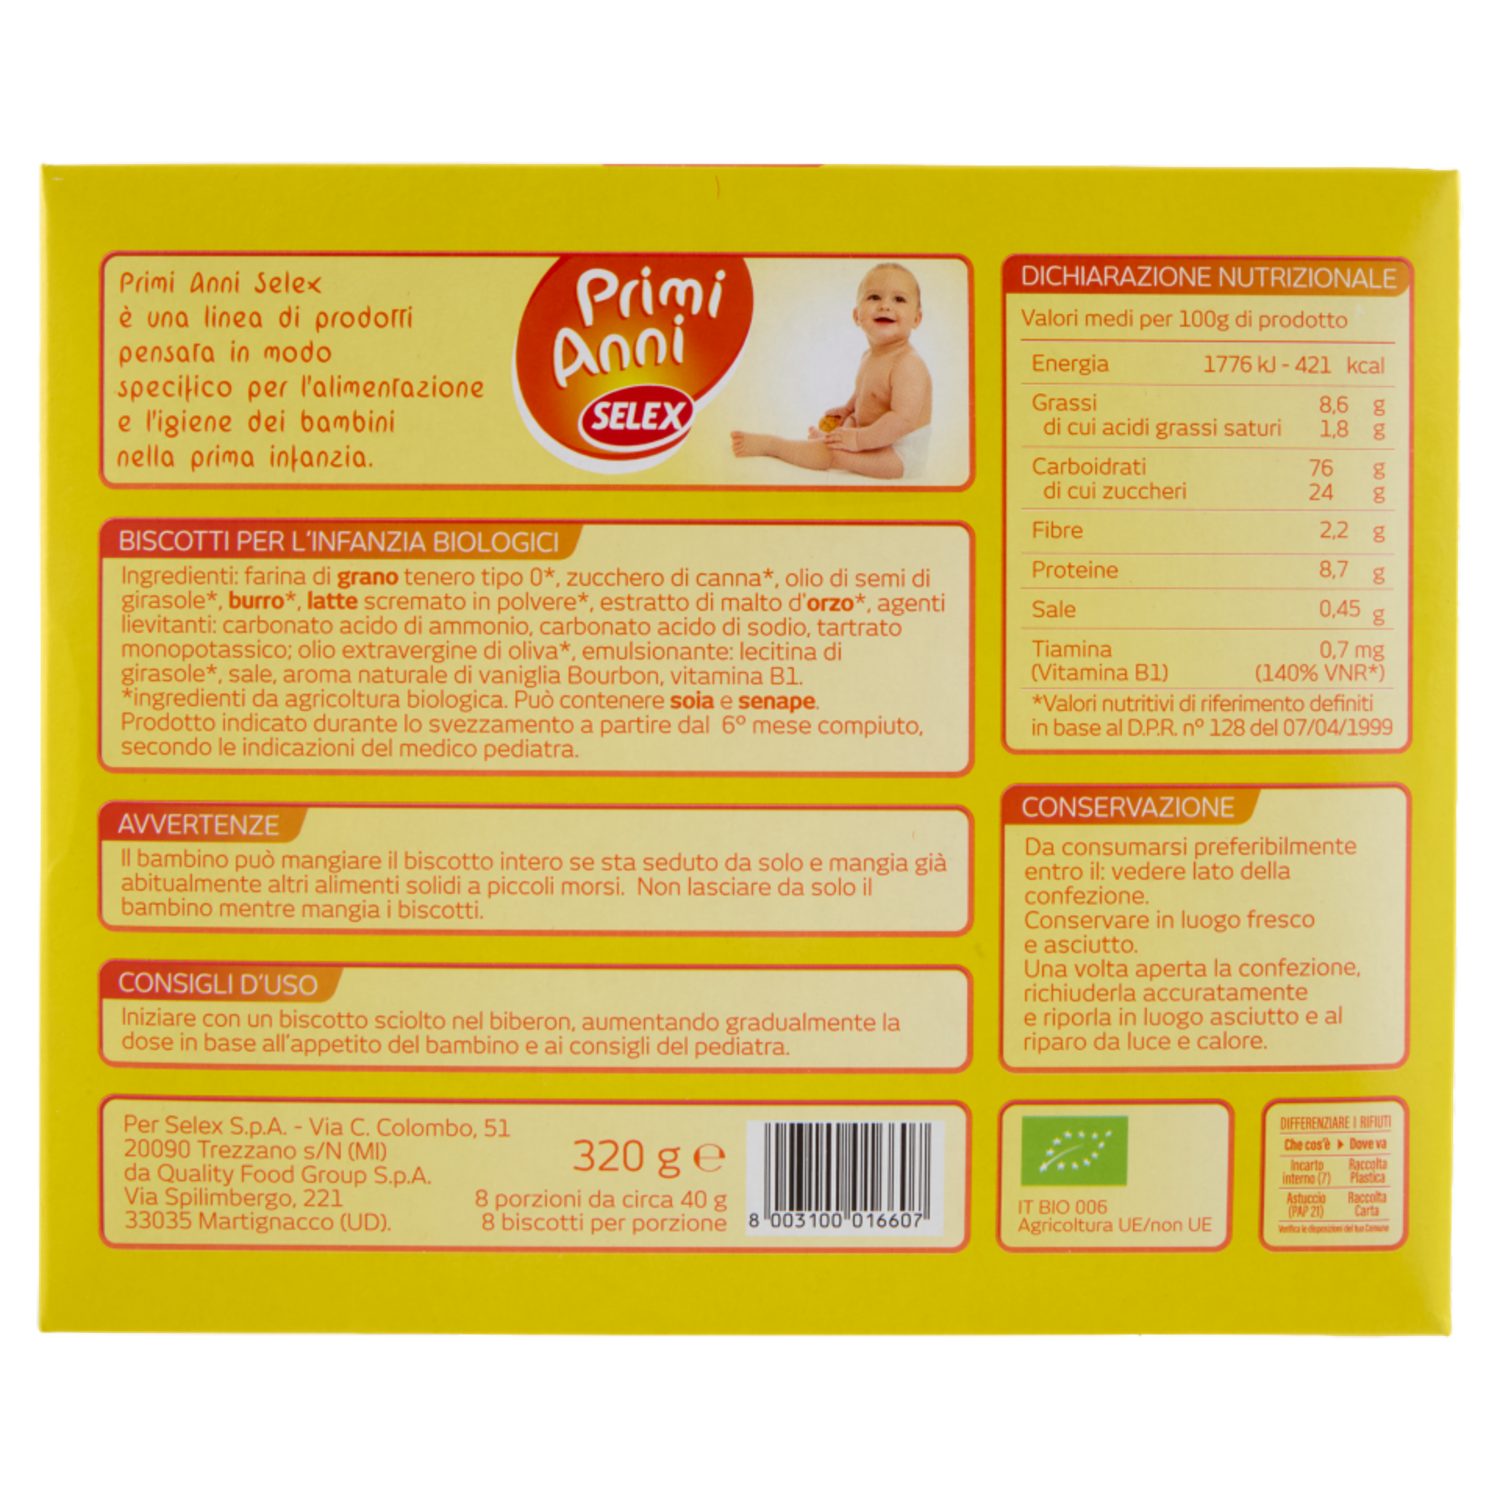 Primi Anni Selex
è una linea di prodotti
pensata in modo
specifico per l'alimentazione
e l'igiene dei bambini
nella prima infanzia.
Primi
Anni
SELEX
BISCOTTI PER L'INFANZIA BIOLOGICI
Ingredienti: farina di grano tenero tipo 0*, zucchero di canna*, olio di semi di
girasole*, burro*, latte scremato in polvere*, estratto di malto d'orzo*, agenti
lievitanti: carbonato acido di ammonio, carbonato acido di sodio, tartrato
monopotassico; olio extravergine di oliva*, emulsionante: lecitina di
girasole*, sale, aroma naturale di vaniglia Bourbon, vitamina B1.
*ingredienti da agricoltura biologica. Può contenere soia e senape.
Prodotto indicato durante lo svezzamento a partire dal 6° mese compiuto,
secondo le indicazioni del medico pediatra.
AVVERTENZE
Il bambino può mangiare il biscotto intero se sta seduto da solo e mangia già
abitualmente altri alimenti solidi a piccoli morsi. Non lasciare da solo il
bambino mentre mangia i biscotti.
CONSIGLI D'USO
Iniziare con un biscotto sciolto nel biberon, aumentando gradualmente la
dose in base all'appetito del bambino e ai consigli del pediatra.
Per Selex S.p.A. - Via C. Colombo, 51
20090 Trezzano s/N (MI)
da Quality Food Group S.p.A.
Via Spilimbergo, 221
33035 Martignacco (UD).
320 g e
8 porzioni da circa 40 g
8 biscotti per porzione
8 003100 016607
DICHIARAZIONE NUTRIZIONALE
Valori medi per 100g di prodotto
Energia 1776 kJ - 421 kcal
Grassi 8,6 g
di cui acidi grassi saturi 1,8 g
Carboidrati 76 g
di cui zuccheri 24 g
Fibre 2,2 g
Proteine 8,7 g
Sale 0,45 g
Tiamina 0,7 mg
(Vitamina B1) (140% VNR*)
*Valori nutritivi di riferimento definiti
in base al D.P.R. n° 128 del 07/04/1999
CONSERVAZIONE
Da consumarsi preferibilmente
entro il: vedere lato della
confezione.
Conservare in luogo fresco
e asciutto.
Una volta aperta la confezione,
richiuderla accuratamente
e riporla in luogo asciutto e al
riparo da luce e calore.
IT BIO 006
Agricoltura UE/non UE
DIFFERENZIARE I RIFIUTI
Che cos'è Dove va
Incarto Raccolta
interno (7) Plastica
Astuccio Raccolta
(PAP 21) Carta
Verifica le disposizioni del tuo Comune